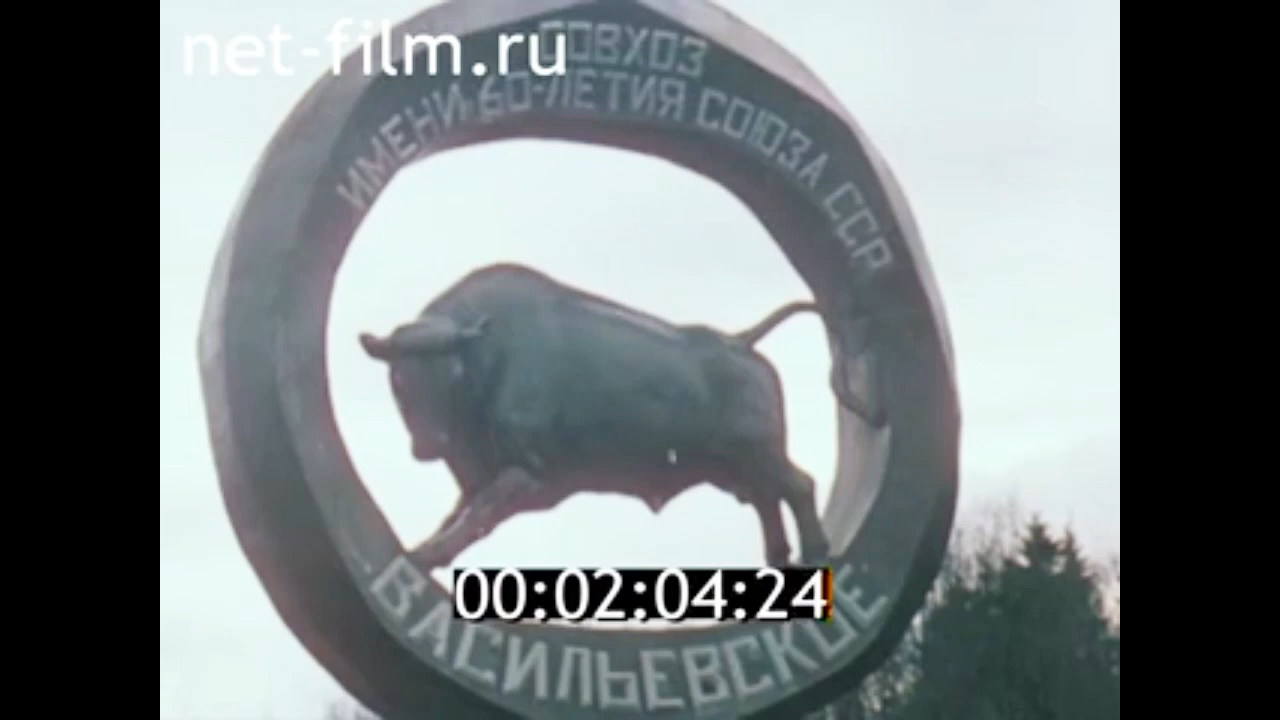 net-film.ru
СОВХОЗ
ИМЕНИ 60-ЛЕТИЯ СОЮЗА ССР
00:02:04:24
ВАСИЛЬЕВСКОЕ